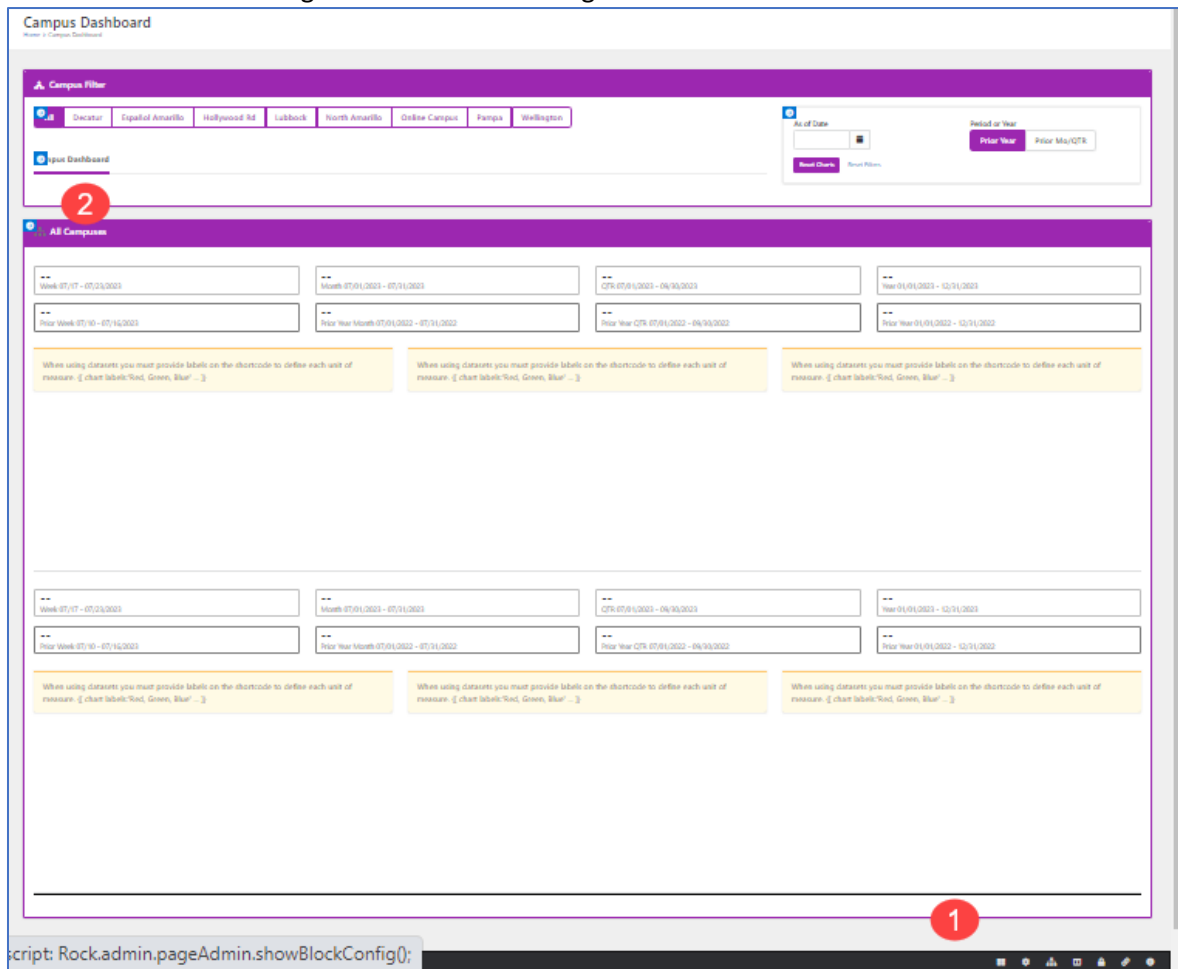 Campus Dashboard
Home > Campus Dashboard
Campus Filter
All Decatur Español Amarillo Hollywood Rd Lubbock North Amarillo Online Campus Pampa Wellington
As of Date
Period or Year
Prior Year Prior Mo/QTR
Reset Charts Reset Filters
pus Dashboard
2
All Campuses
--
Week 07/17 - 07/23/2023
--
Month 07/01/2023 - 07/31/2023
--
QTR 07/01/2023 - 09/30/2023
--
Year 01/01/2023 - 12/31/2023
--
Prior Week 07/10 - 07/16/2023
--
Prior Year Month 07/01/2022 - 07/31/2022
--
Prior Year QTR 07/01/2022 - 09/30/2022
--
Prior Year 01/01/2022 - 12/31/2022
When using datasets you must provide labels on the shortcode to define each unit of
measure. {[ chart labels:'Red, Green, Blue' ... ]}
When using datasets you must provide labels on the shortcode to define each unit of
measure. {[ chart labels:'Red, Green, Blue' ... ]}
When using datasets you must provide labels on the shortcode to define each unit of
measure. {[ chart labels:'Red, Green, Blue' ... ]}
--
Week 07/17 - 07/23/2023
--
Month 07/01/2023 - 07/31/2023
--
QTR 07/01/2023 - 09/30/2023
--
Year 01/01/2023 - 12/31/2023
--
Prior Week 07/10 - 07/16/2023
--
Prior Year Month 07/01/2022 - 07/31/2022
--
Prior Year QTR 07/01/2022 - 09/30/2022
--
Prior Year 01/01/2022 - 12/31/2022
When using datasets you must provide labels on the shortcode to define each unit of
measure. {[ chart labels:'Red, Green, Blue' ... ]}
When using datasets you must provide labels on the shortcode to define each unit of
measure. {[ chart labels:'Red, Green, Blue' ... ]}
When using datasets you must provide labels on the shortcode to define each unit of
measure. {[ chart labels:'Red, Green, Blue' ... ]}
1
script: Rock.admin.pageAdmin.showBlockConfig();